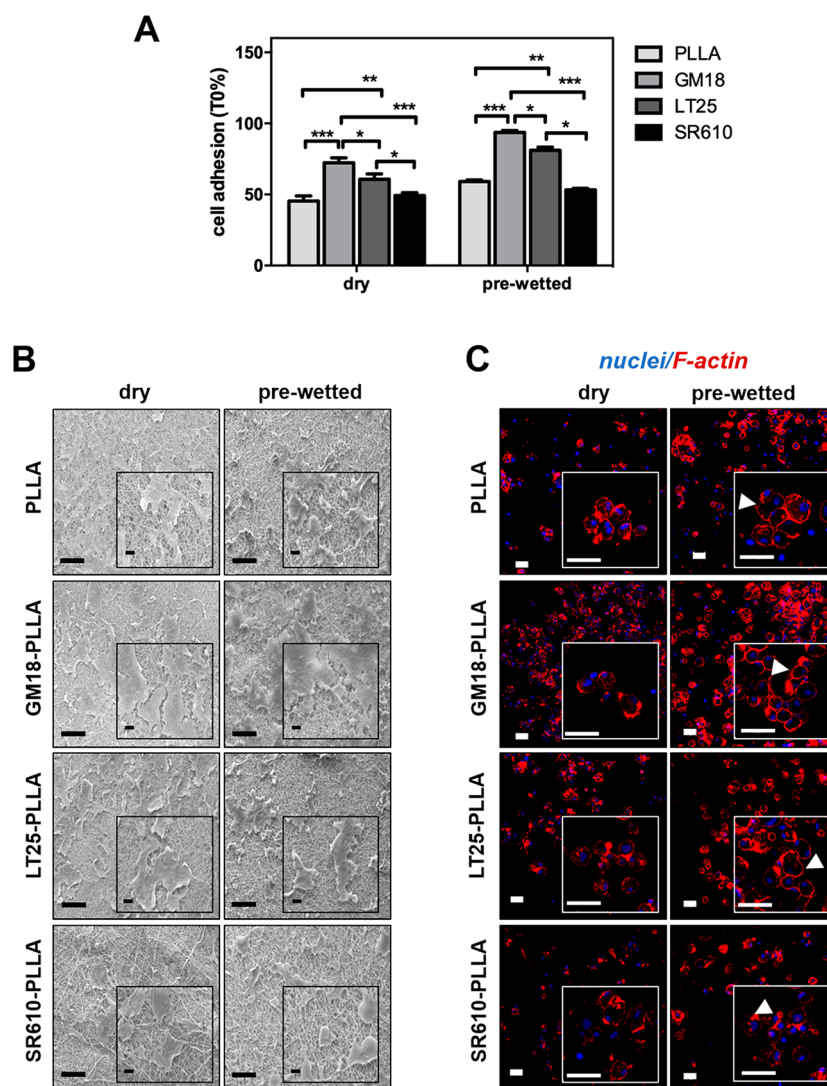 A
cell adhesion (T0%)
150
100
50
0
** ** 
*** ***
*** * *** *
* *
dry pre-wetted
PLLA
GM18
LT25
SR610
B
dry pre-wetted
PLLA
GM18-PLLA
LT25-PLLA
SR610-PLLA
C
nuclei/F-actin
dry pre-wetted
PLLA
GM18-PLLA
LT25-PLLA
SR610-PLLA